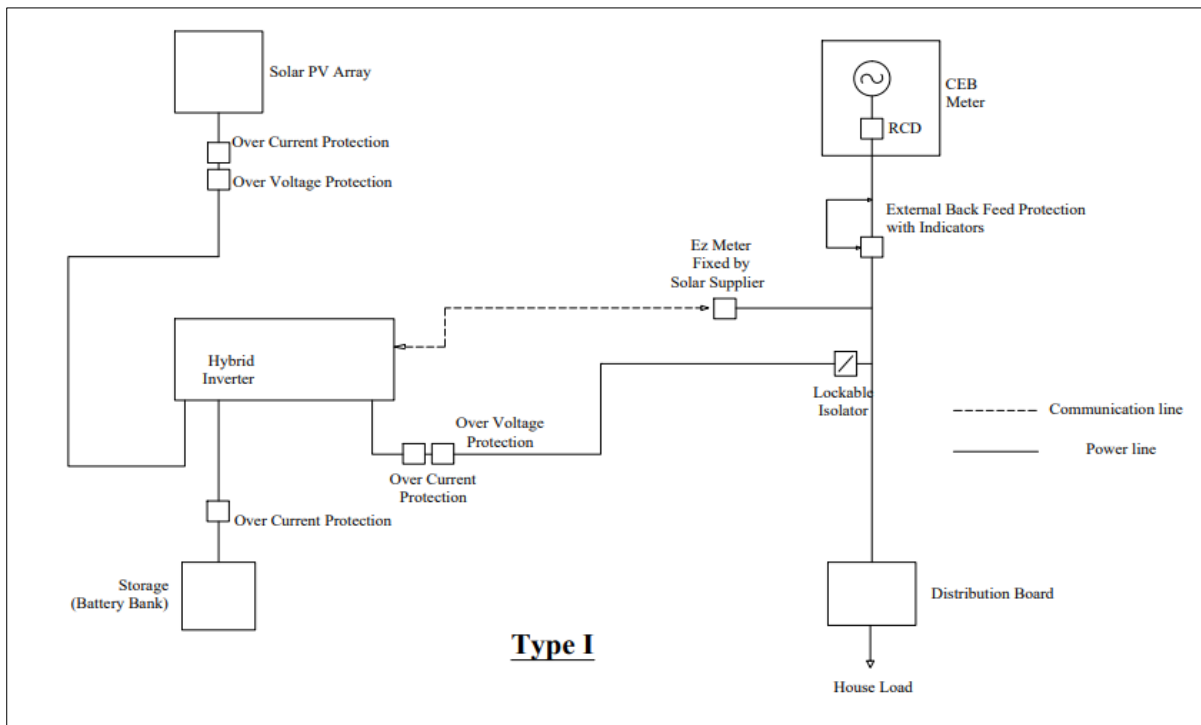 Solar PV Array
Over Current Protection
Over Voltage Protection
CEB
Meter
RCD
External Back Feed Protection
with Indicators
Ez Meter
Fixed by
Solar Supplier
Hybrid
Inverter
Lockable
Isolator
Over Voltage
Protection
Over Current
Protection
Communication line
Power line
Over Current Protection
Storage
(Battery Bank)
Distribution Board
Type I
House Load